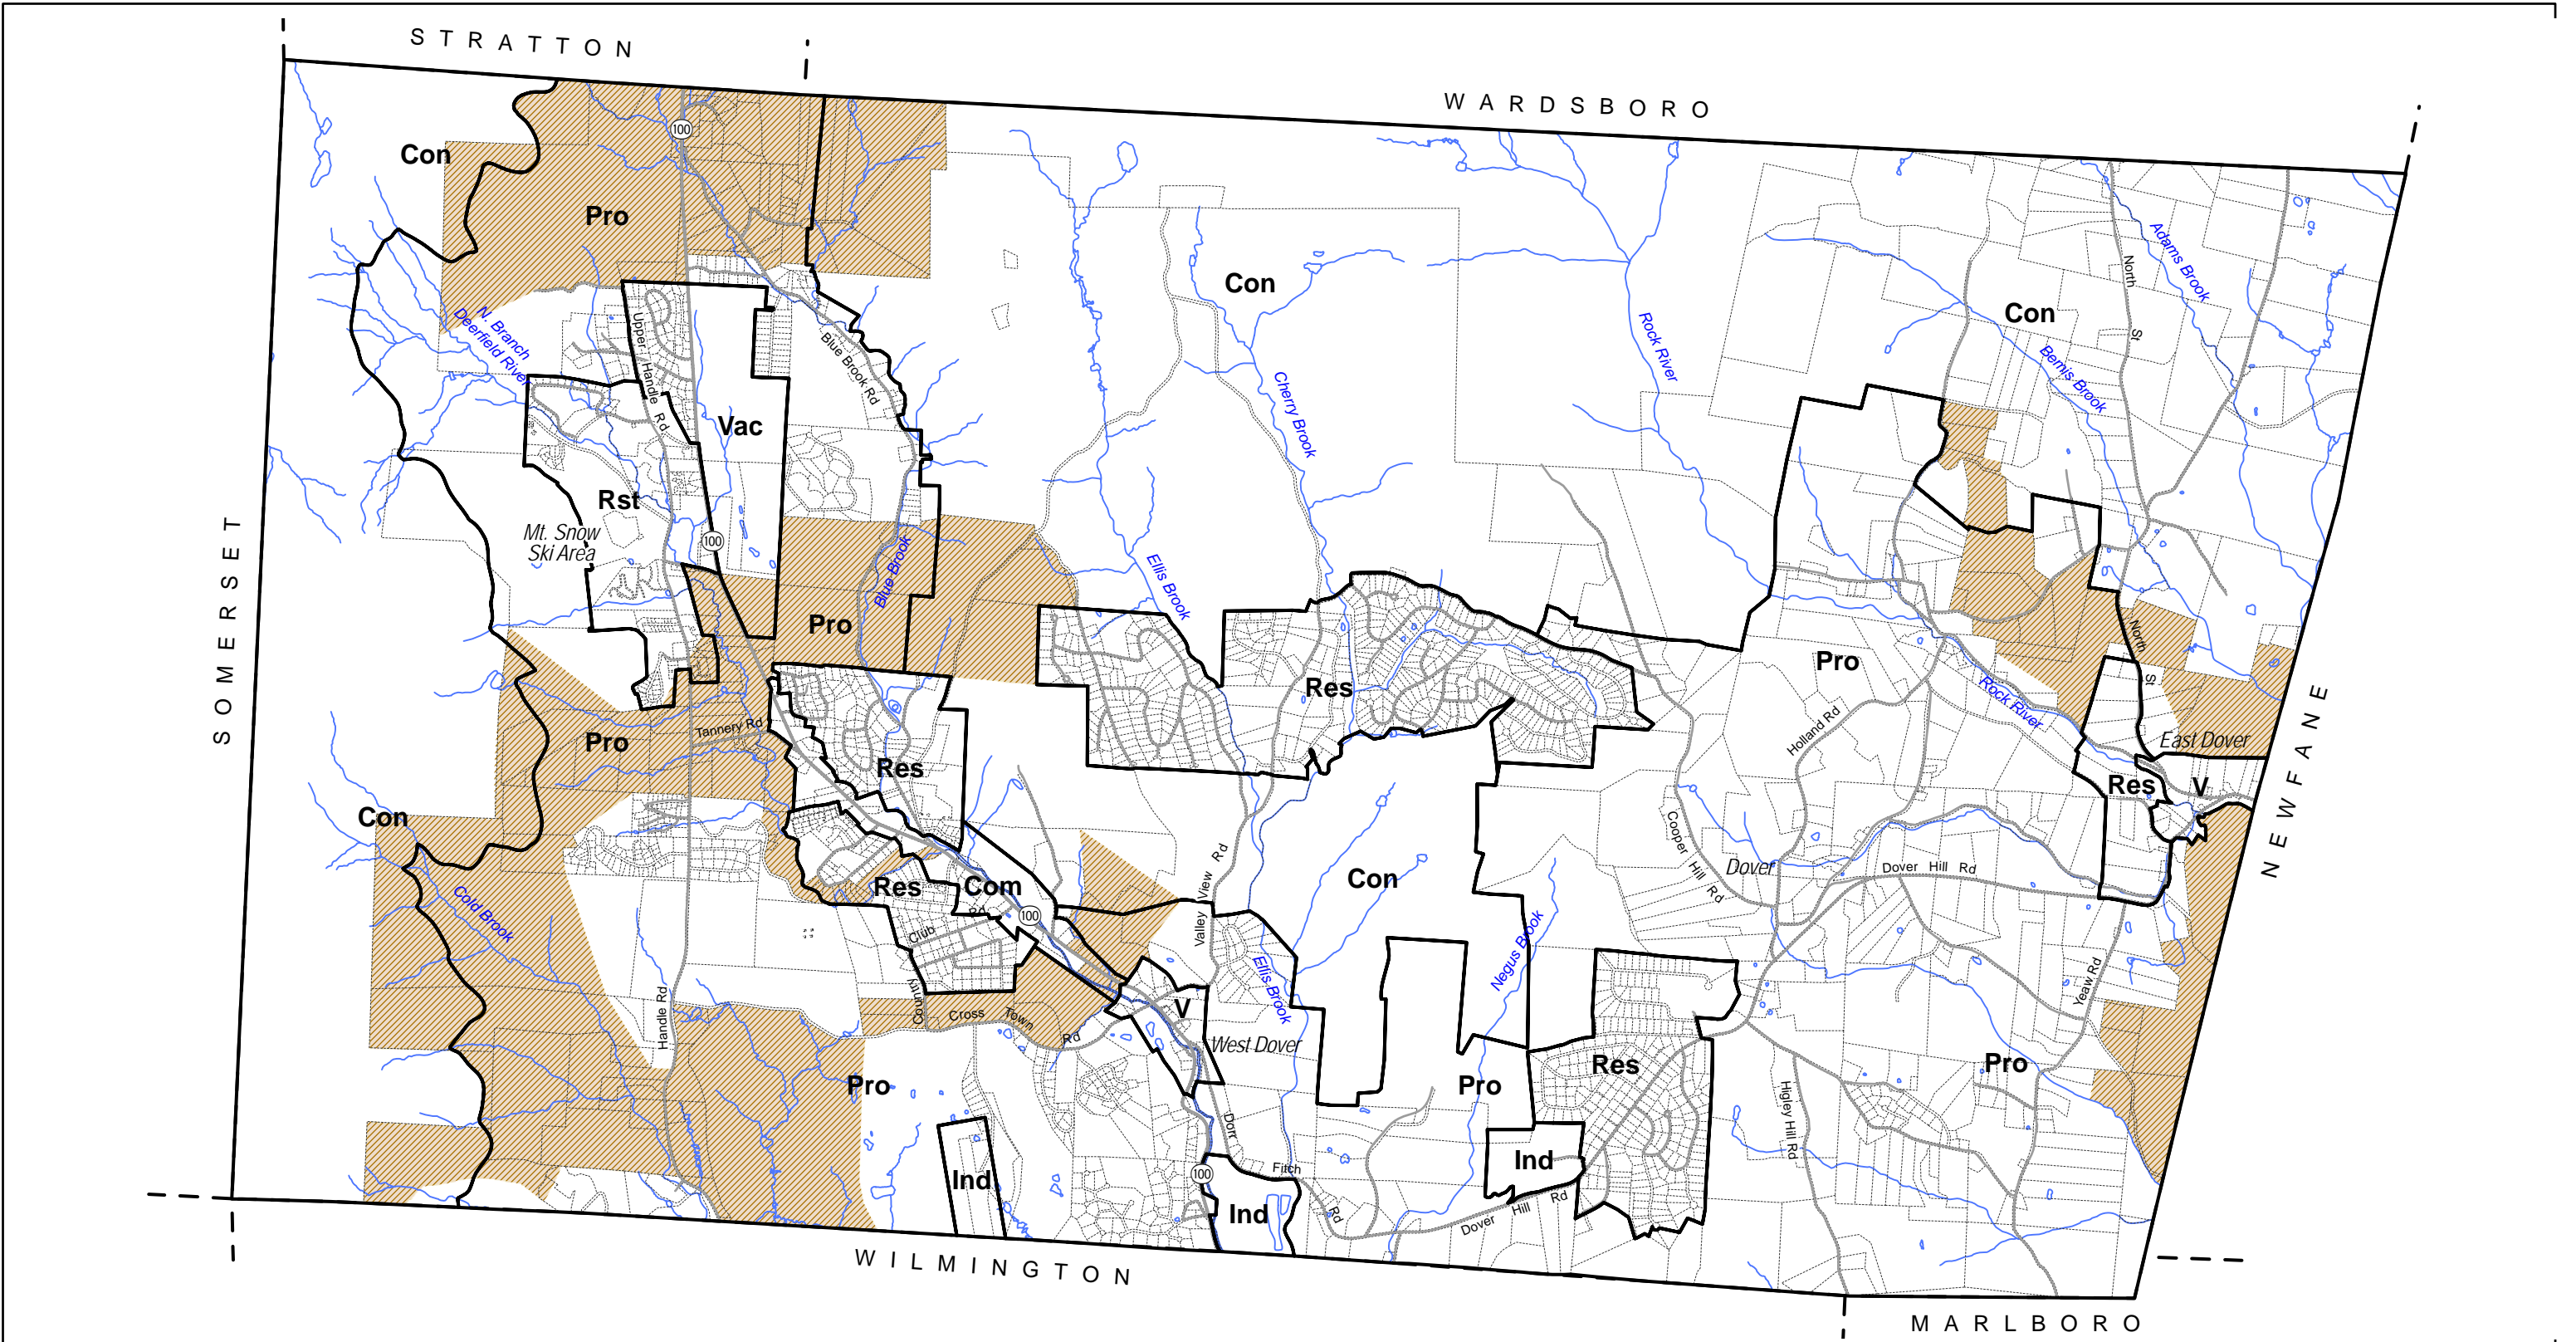 STRATTON
WARDSBORO
100
Con
Pro
Con
Con
North
St
Adams Brook
N. Branch
Deerfield River
Upper Handle Rd
Blue Brook Rd
Rock River
Cherry Brook
Bemis Brook
Vac
Rst
Mt. Snow
Ski Area
100
SOMERSET
Blue Brook
Ellis Brook
Pro
North
St
Pro
Res
Rock River
NEWFANE
Tannery Rd
Pro
Holland Rd
East Dover
Res
Res
V
Con
Cooper Hill Rd
Dover
Dover Hill Rd
Res
Com
Con
Valley View Rd
Rd
100
Club
Cold Brook
Negus Brook
Ellis Brook
Yeaw Rd
Country
Handle Rd
Cross Town Rd
V
West Dover
Res
Pro
Pro
Pro
Higley Hill Rd
Dorr
Fitch
Rd
Ind
100
Ind
Ind
Dover Hill Rd
WILMINGTON
MARLBORO